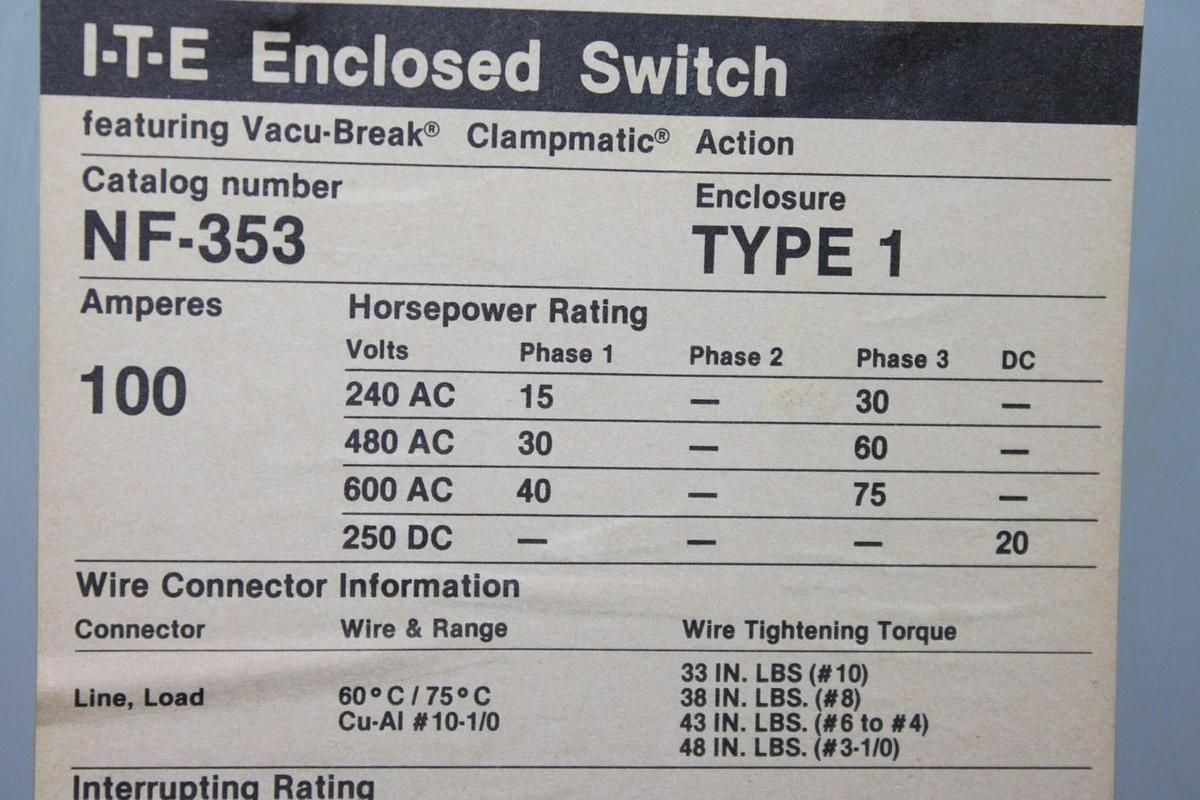 I-T-E Enclosed Switch
featuring Vacu-Break® Clampmatic® Action
Catalog number Enclosure
NF-353 TYPE 1
Amperes Horsepower Rating
Volts Phase 1 Phase 2 Phase 3 DC
100
240 AC 15 — 30 —
480 AC 30 — 60 —
600 AC 40 — 75 —
250 DC — — — 20
Wire Connector Information
Connector Wire & Range Wire Tightening Torque
33 IN. LBS (#10)
Line, Load 60°C / 75°C 38 IN. LBS. (#8)
Cu-Al #10-1/0 43 IN. LBS. (#6 to #4)
48 IN. LBS. (#3-1/0)
Interrupting Rating